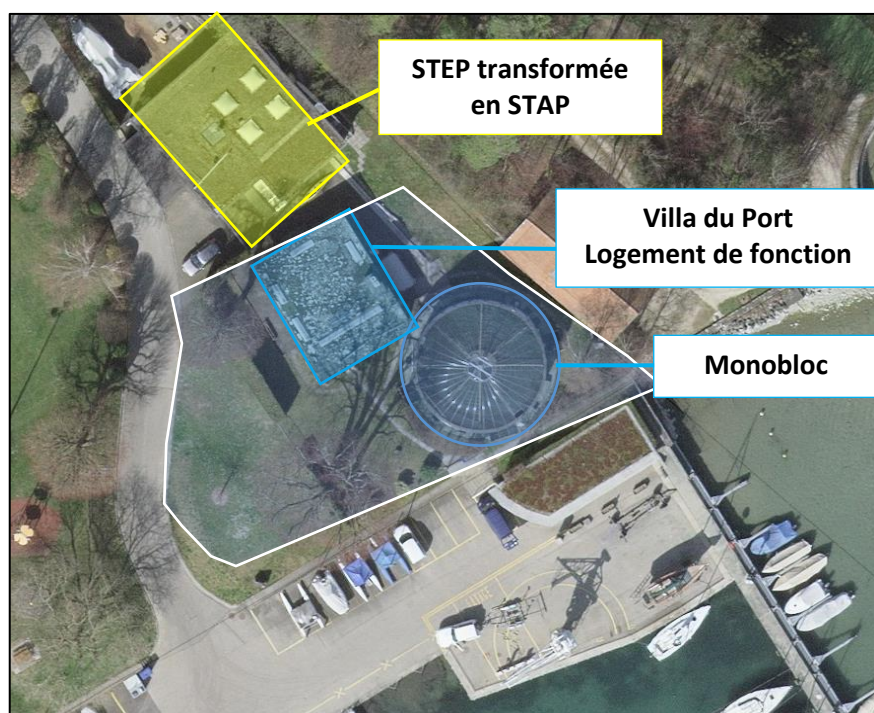 STEP transformée
en STAP
Villa du Port
Logement de fonction
Monobloc